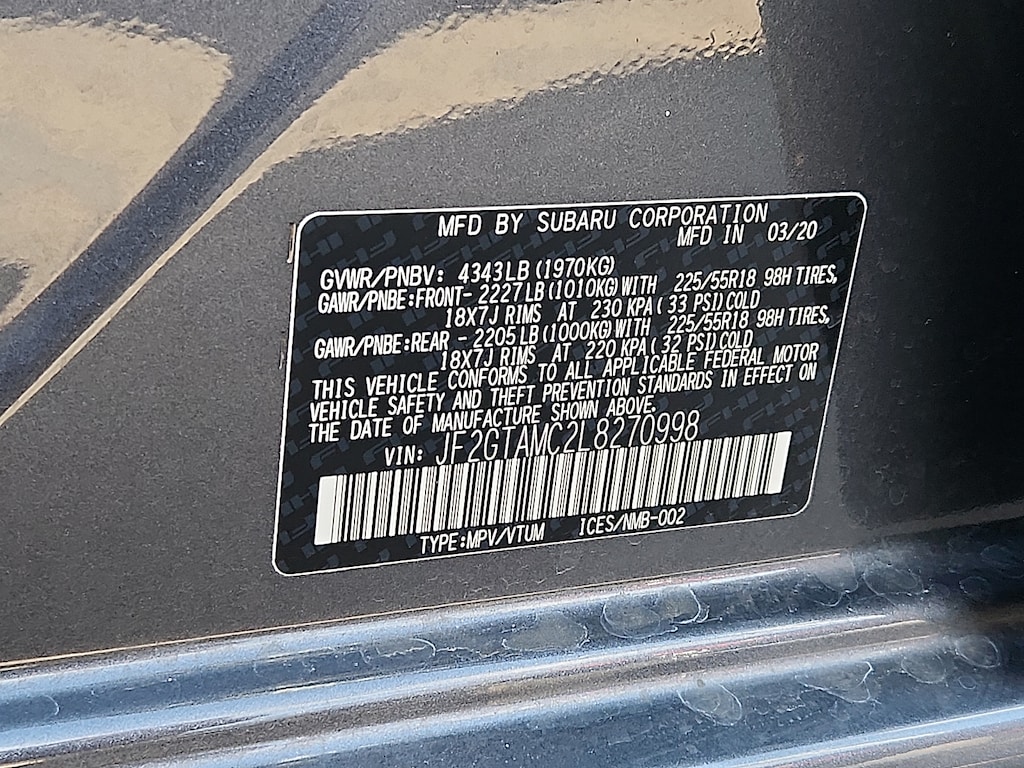 MFD BY SUBARU CORPORATION
MFD IN 03/20
GVWR/PNBV: 4343LB (1970KG)
GAWR/PNBE:FRONT- 2227LB (1010KG) WITH 225/55R18 98H TIRES,
18X7J RIMS AT 230 KPA ( 33 PSI) COLD
GAWR/PNBE:REAR - 2205LB (1000KG) WITH 225/55R18 98H TIRES,
18X7J RIMS AT 220 KPA ( 32 PSI) COLD
THIS VEHICLE CONFORMS TO ALL APPLICABLE FEDERAL MOTOR
VEHICLE SAFETY AND THEFT PREVENTION STANDARDS IN EFFECT ON
THE DATE OF MANUFACTURE SHOWN ABOVE.
VIN: JF2GTAMC2L8270998
TYPE:MPV/VTUM ICES/NMB-002